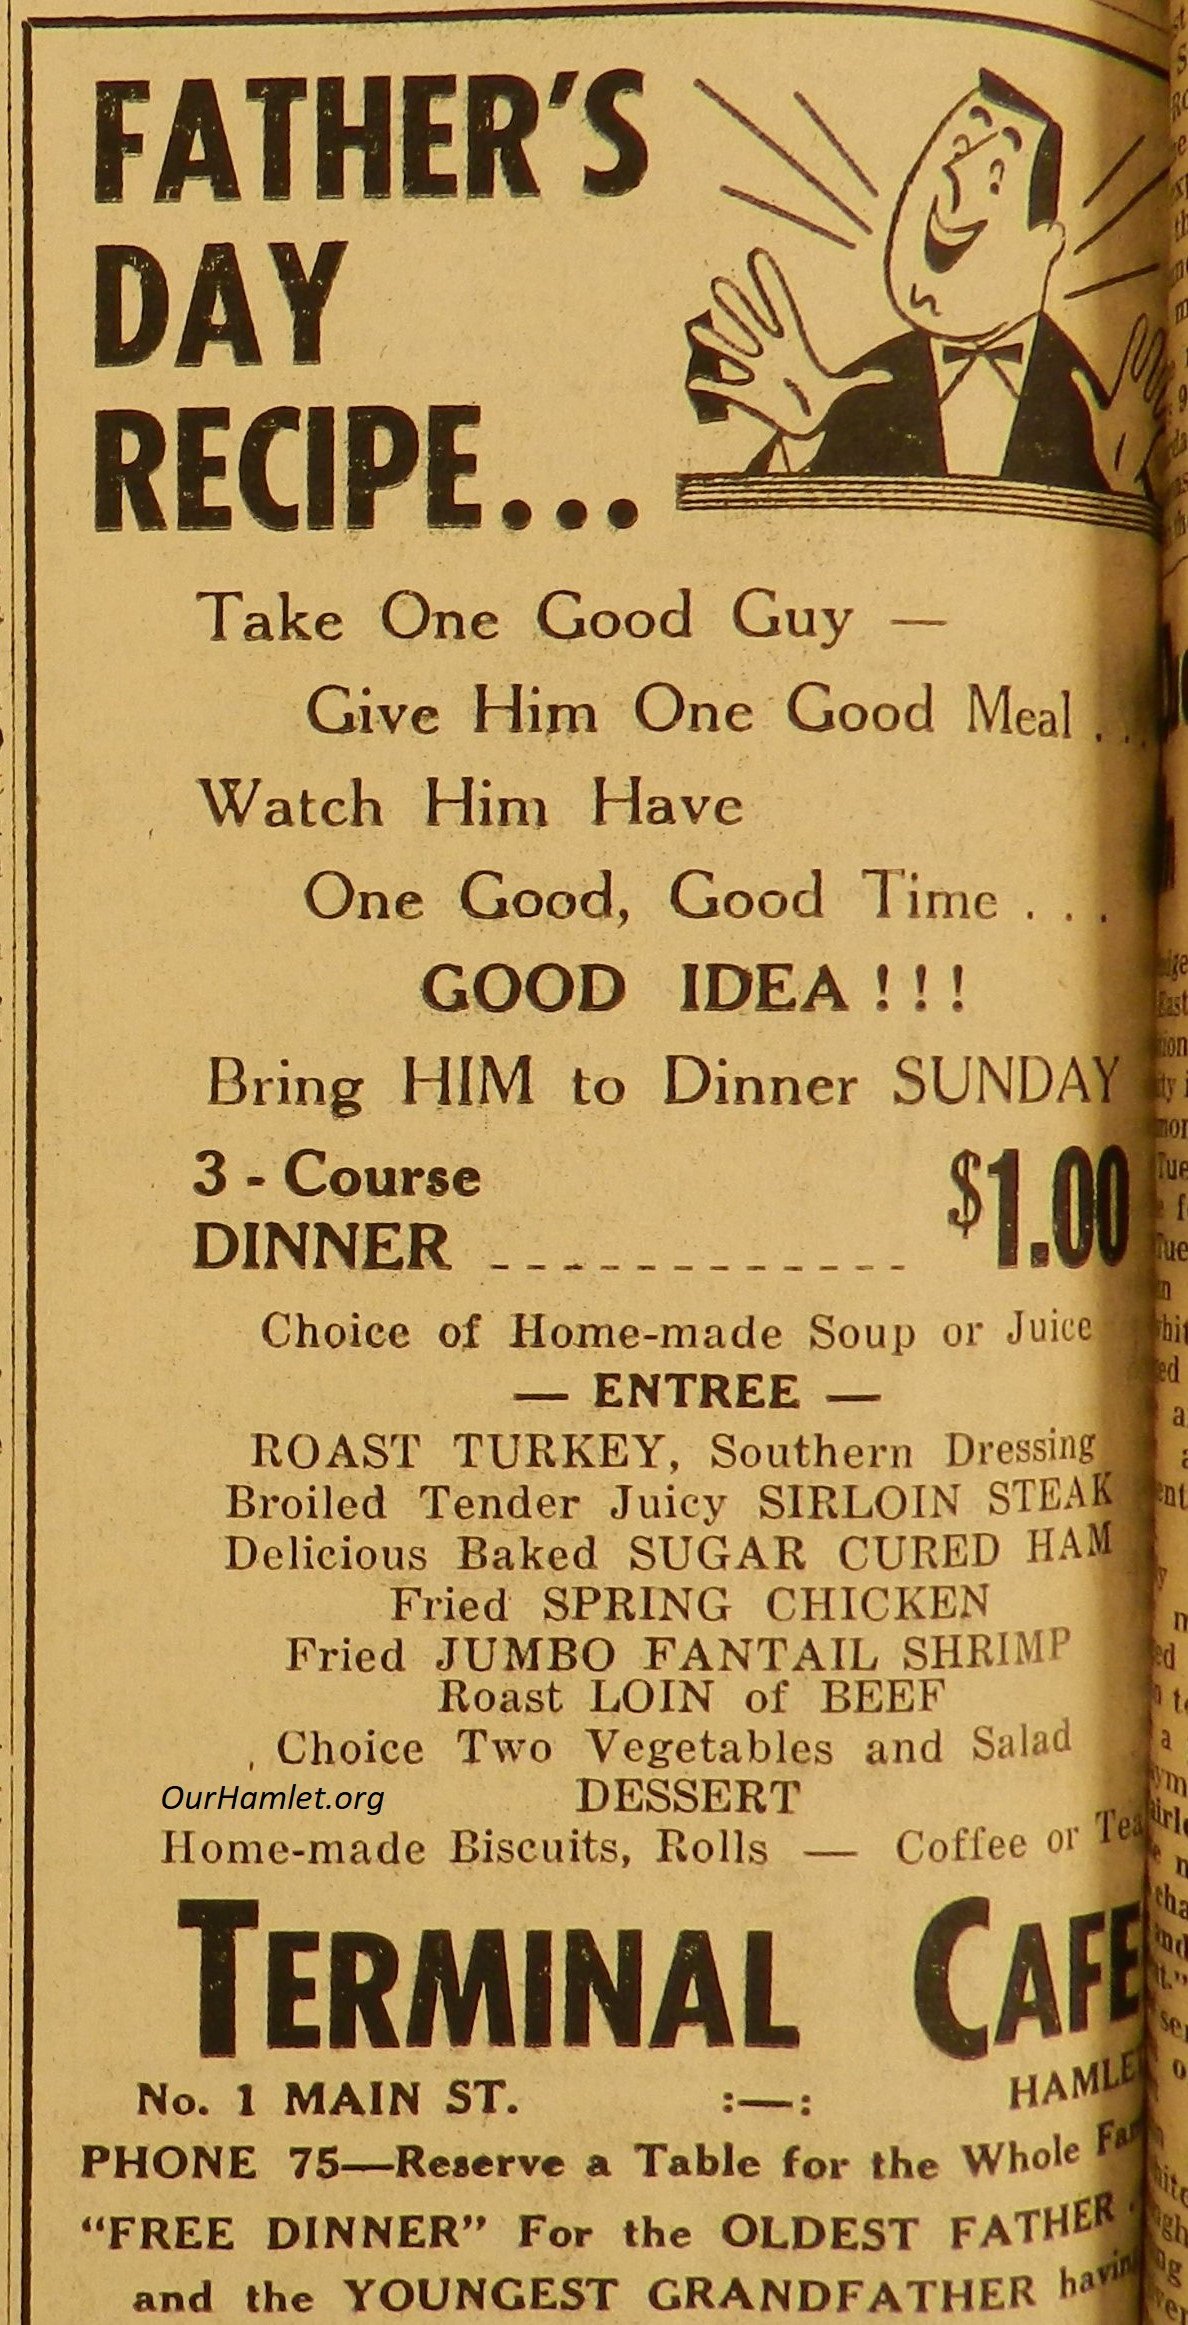 FATHER'S
DAY
RECIPE...
Take One Good Guy —
Give Him One Good Meal . . .
Watch Him Have
One Good, Good Time . . .
GOOD IDEA ! ! !
Bring HIM to Dinner SUNDAY
3 - Course
DINNER _ _ _ _ _ _ _ _ _ _ _ _ $1.00
Choice of Home-made Soup or Juice
— ENTREE —
ROAST TURKEY, Southern Dressing
Broiled Tender Juicy SIRLOIN STEAK
Delicious Baked SUGAR CURED HAM
Fried SPRING CHICKEN
Fried JUMBO FANTAIL SHRIMP
Roast LOIN of BEEF
Choice Two Vegetables and Salad
OurHamlet.org
DESSERT
Home-made Biscuits, Rolls — Coffee or Tea
TERMINAL CAFE
No. 1 MAIN ST. :—: HAMLE
PHONE 75—Reserve a Table for the Whole
"FREE DINNER" For the OLDEST FATHER
and the YOUNGEST GRANDFATHER